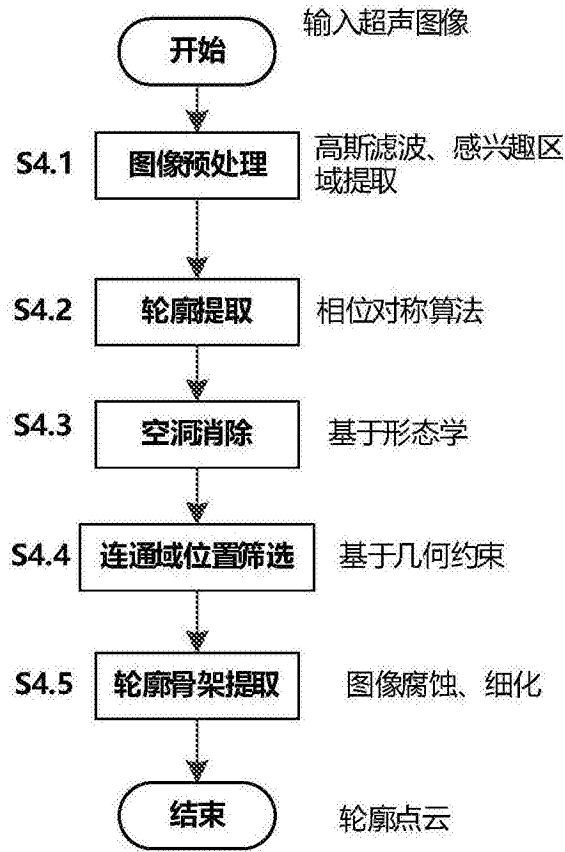 输入超声图像
开始
S4.1
图像预处理
高斯滤波、感兴趣区
域提取
S4.2
轮廓提取
相位对称算法
S4.3
空洞消除
基于形态学
S4.4
连通域位置筛选
基于几何约束
S4.5
轮廓骨架提取
图像腐蚀、细化
结束
轮廓点云